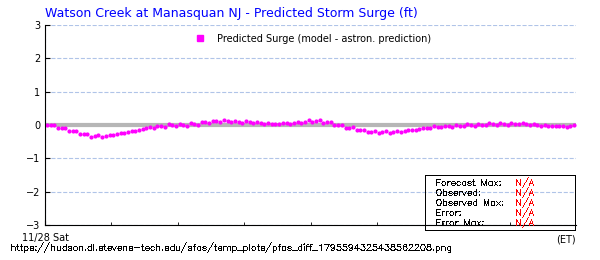 Watson Creek at Manasquan NJ - Predicted Storm Surge (ft)
3
Predicted Surge (model - astron. prediction)
2
1
0
−1
−2
−3
Forecast Max: N/A
Observed: N/A
Observed Max: N/A
Error: N/A
Error Max: N/A
11/28 Sat
(ET)
https://hudson.dl.stevens-tech.edu/sfas/temp_plots/pfas_diff_1795594325438562208.png